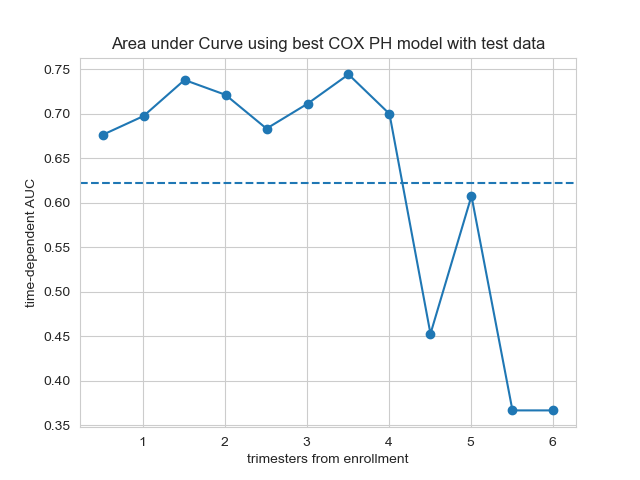 Area under Curve using best COX PH model with test data
time-dependent AUC
0.75
0.70
0.65
0.60
0.55
0.50
0.45
0.40
0.35
1 2 3 4 5 6
trimesters from enrollment